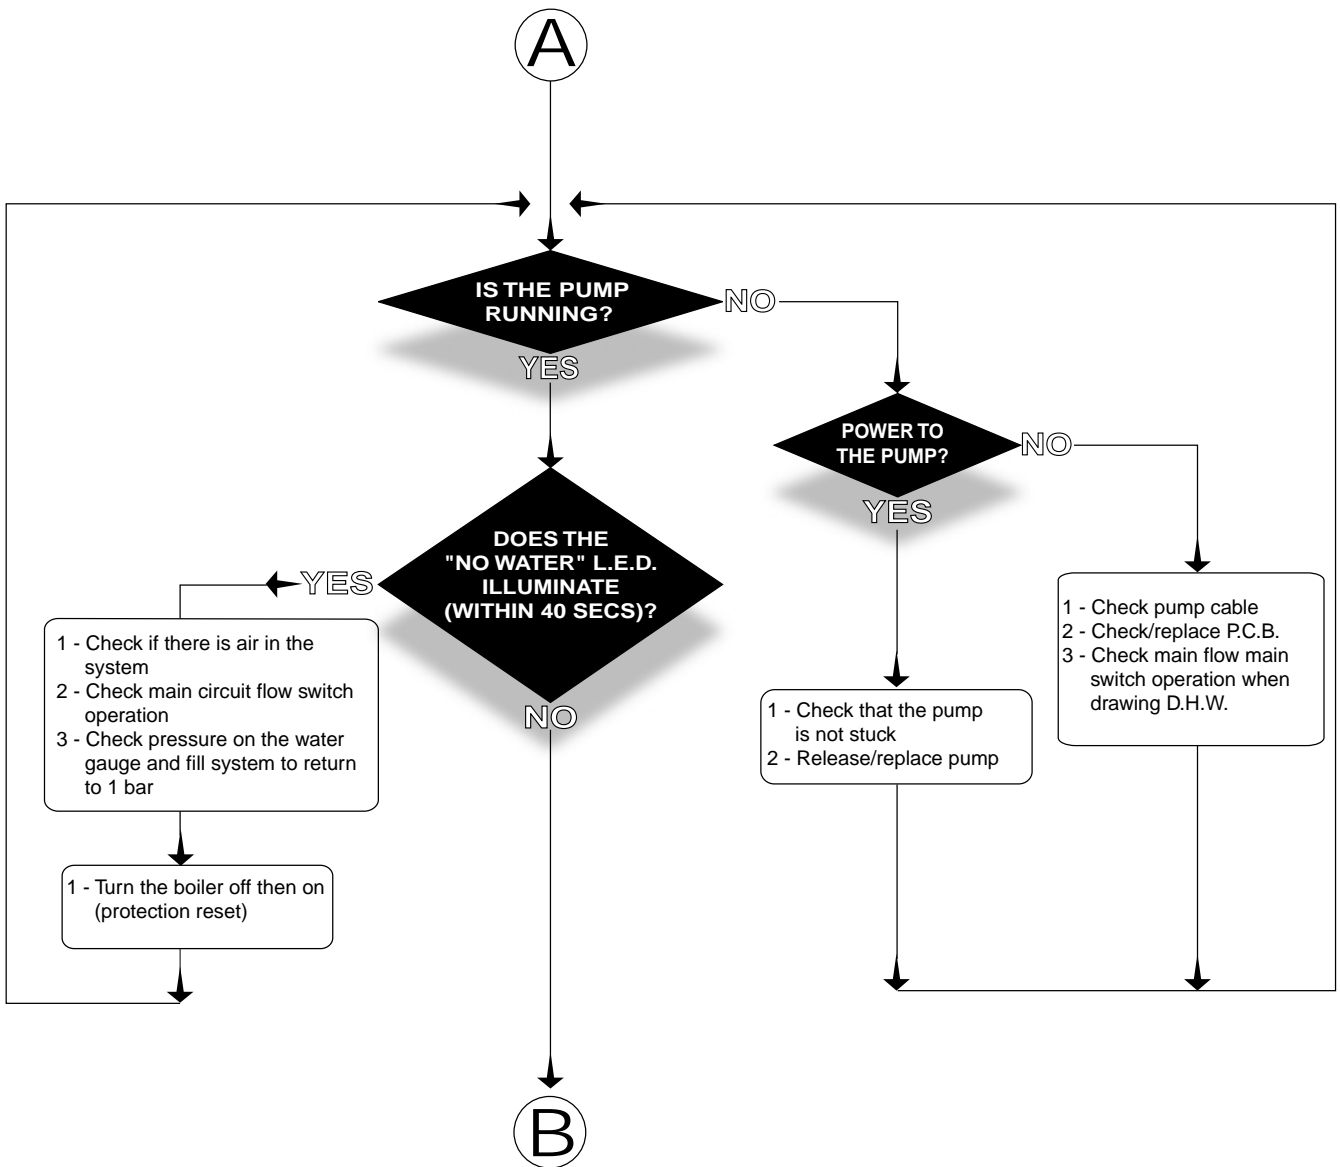 A
IS THE PUMP
RUNNING?
NO
YES
POWER TO
THE PUMP?
NO
YES
DOES THE
"NO WATER" L.E.D.
ILLUMINATE
(WITHIN 40 SECS)?
YES
NO
1 - Check if there is air in the
system
2 - Check main circuit flow switch
operation
3 - Check pressure on the water
gauge and fill system to return
to 1 bar
1 - Turn the boiler off then on
(protection reset)
1 - Check that the pump
is not stuck
2 - Release/replace pump
1 - Check pump cable
2 - Check/replace P.C.B.
3 - Check main flow main
switch operation when
drawing D.H.W.
B